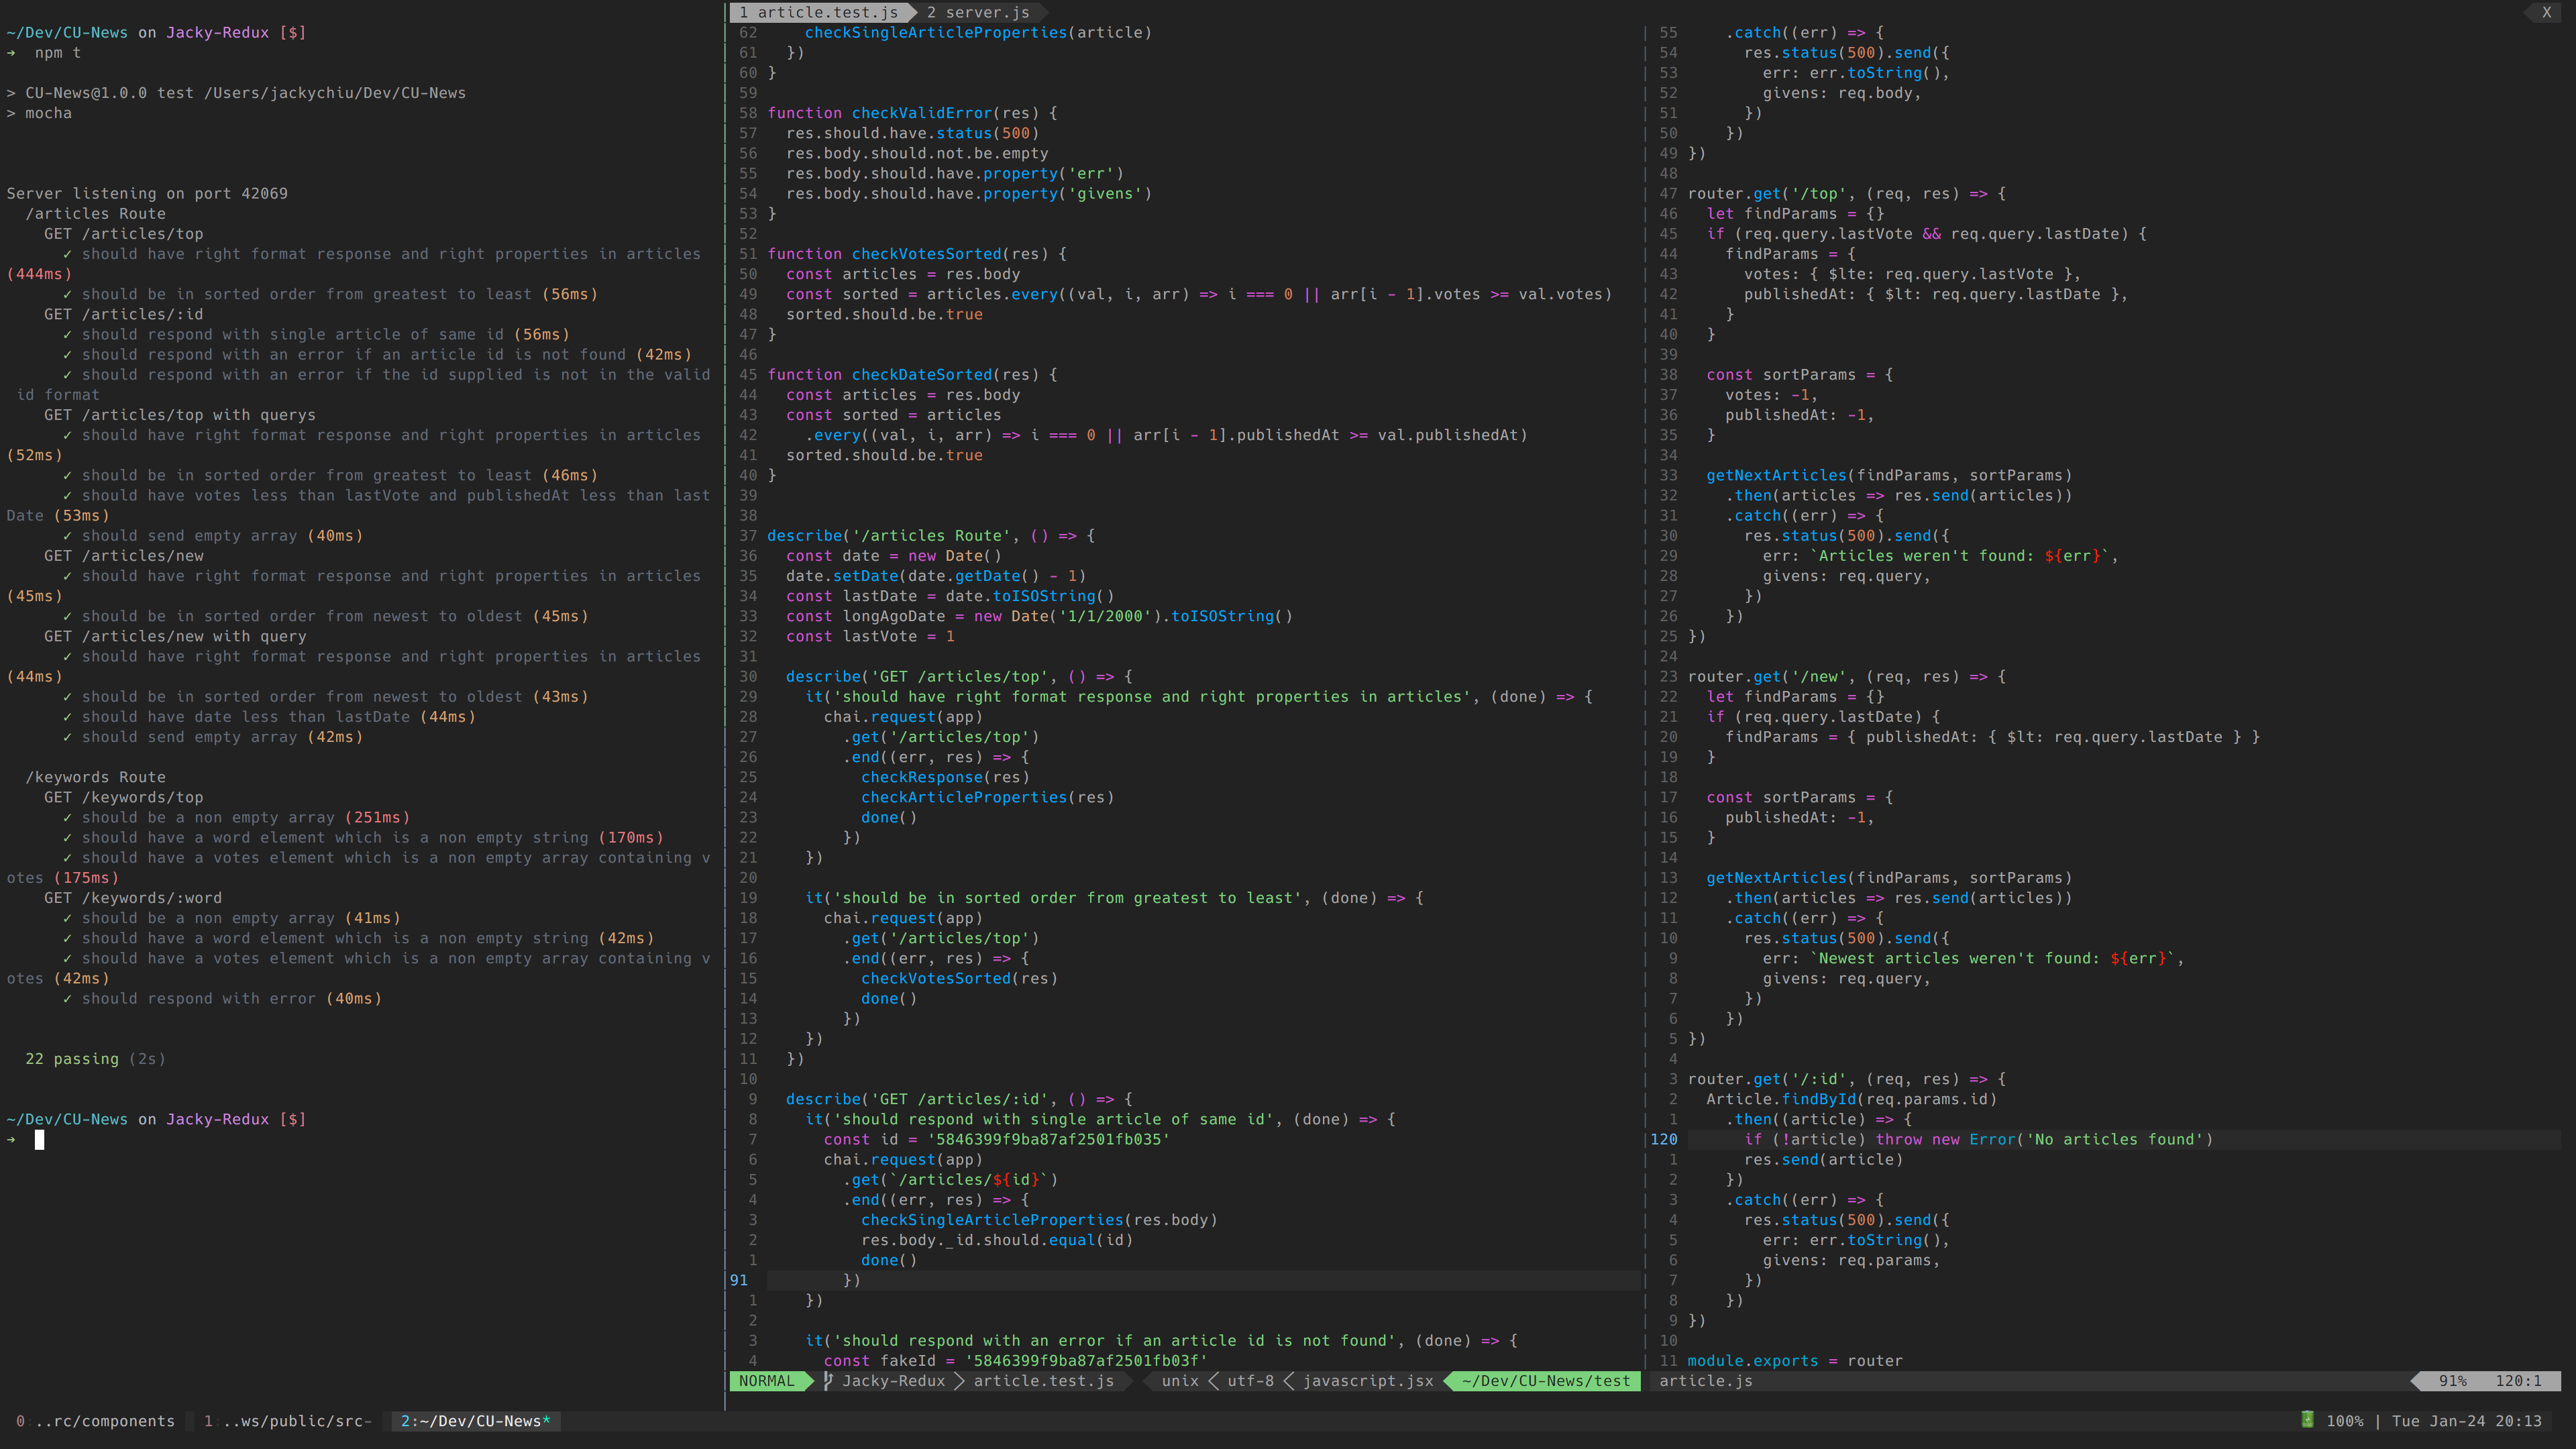 ~/Dev/CU-News on Jacky-Redux [$]
➜  npm t
> CU-News@1.0.0 test /Users/jackychiu/Dev/CU-News
> mocha
Server listening on port 42069
  /articles Route
    GET /articles/top
      ✓ should have right format response and right properties in articles
(444ms)
      ✓ should be in sorted order from greatest to least (56ms)
    GET /articles/:id
      ✓ should respond with single article of same id (56ms)
      ✓ should respond with an error if an article id is not found (42ms)
      ✓ should respond with an error if the id supplied is not in the valid
 id format
    GET /articles/top with querys
      ✓ should have right format response and right properties in articles
(52ms)
      ✓ should be in sorted order from greatest to least (46ms)
      ✓ should have votes less than lastVote and publishedAt less than last
Date (53ms)
      ✓ should send empty array (40ms)
    GET /articles/new
      ✓ should have right format response and right properties in articles
(45ms)
      ✓ should be in sorted order from newest to oldest (45ms)
    GET /articles/new with query
      ✓ should have right format response and right properties in articles
(44ms)
      ✓ should be in sorted order from newest to oldest (43ms)
      ✓ should have date less than lastDate (44ms)
      ✓ should send empty array (42ms)
  /keywords Route
    GET /keywords/top
      ✓ should be a non empty array (251ms)
      ✓ should have a word element which is a non empty string (170ms)
      ✓ should have a votes element which is a non empty array containing v
otes (175ms)
    GET /keywords/:word
      ✓ should be a non empty array (41ms)
      ✓ should have a word element which is a non empty string (42ms)
      ✓ should have a votes element which is a non empty array containing v
otes (42ms)
      ✓ should respond with error (40ms)
  22 passing (2s)
~/Dev/CU-News on Jacky-Redux [$]
➜
1 article.test.js  2 server.js  X
62     checkSingleArticleProperties(article)
61   })
60 }
59
58 function checkValidError(res) {
57   res.should.have.status(500)
56   res.body.should.not.be.empty
55   res.body.should.have.property('err')
54   res.body.should.have.property('givens')
53 }
52
51 function checkVotesSorted(res) {
50   const articles = res.body
49   const sorted = articles.every((val, i, arr) => i === 0 || arr[i - 1].votes >= val.votes)
48   sorted.should.be.true
47 }
46
45 function checkDateSorted(res) {
44   const articles = res.body
43   const sorted = articles
42     .every((val, i, arr) => i === 0 || arr[i - 1].publishedAt >= val.publishedAt)
41   sorted.should.be.true
40 }
39
38
37 describe('/articles Route', () => {
36   const date = new Date()
35   date.setDate(date.getDate() - 1)
34   const lastDate = date.toISOString()
33   const longAgoDate = new Date('1/1/2000').toISOString()
32   const lastVote = 1
31
30   describe('GET /articles/top', () => {
29     it('should have right format response and right properties in articles', (done) => {
28       chai.request(app)
27         .get('/articles/top')
26         .end((err, res) => {
25           checkResponse(res)
24           checkArticleProperties(res)
23           done()
22         })
21     })
20
19     it('should be in sorted order from greatest to least', (done) => {
18       chai.request(app)
17         .get('/articles/top')
16         .end((err, res) => {
15           checkVotesSorted(res)
14           done()
13         })
12     })
11   })
10
9   describe('GET /articles/:id', () => {
8     it('should respond with single article of same id', (done) => {
7       const id = '5846399f9ba87af2501fb035'
6       chai.request(app)
5         .get(`/articles/${id}`)
4         .end((err, res) => {
3           checkSingleArticleProperties(res.body)
2           res.body._id.should.equal(id)
1           done()
91         })
1     })
2
3     it('should respond with an error if an article id is not found', (done) => {
4       const fakeId = '5846399f9ba87af2501fb03f'
NORMAL  Jacky-Redux  article.test.js  unix  utf-8  javascript.jsx  ~/Dev/CU-News/test
55     .catch((err) => {
54       res.status(500).send({
53         err: err.toString(),
52         givens: req.body,
51       })
50     })
49 })
48
47 router.get('/top', (req, res) => {
46   let findParams = {}
45   if (req.query.lastVote && req.query.lastDate) {
44     findParams = {
43       votes: { $lte: req.query.lastVote },
42       publishedAt: { $lt: req.query.lastDate },
41     }
40   }
39
38   const sortParams = {
37     votes: -1,
36     publishedAt: -1,
35   }
34
33   getNextArticles(findParams, sortParams)
32     .then(articles => res.send(articles))
31     .catch((err) => {
30       res.status(500).send({
29         err: `Articles weren't found: ${err}`,
28         givens: req.query,
27       })
26     })
25 })
24
23 router.get('/new', (req, res) => {
22   let findParams = {}
21   if (req.query.lastDate) {
20     findParams = { publishedAt: { $lt: req.query.lastDate } }
19   }
18
17   const sortParams = {
16     publishedAt: -1,
15   }
14
13   getNextArticles(findParams, sortParams)
12     .then(articles => res.send(articles))
11     .catch((err) => {
10       res.status(500).send({
9         err: `Newest articles weren't found: ${err}`,
8         givens: req.query,
7       })
6     })
5 })
4
3 router.get('/:id', (req, res) => {
2   Article.findById(req.params.id)
1     .then((article) => {
120       if (!article) throw new Error('No articles found')
1       res.send(article)
2     })
3     .catch((err) => {
4       res.status(500).send({
5         err: err.toString(),
6         givens: req.params,
7       })
8     })
9 })
10
11 module.exports = router
article.js  91%  120:1
0:..rc/components  1:..ws/public/src-  2:~/Dev/CU-News*  100% | Tue Jan-24 20:13